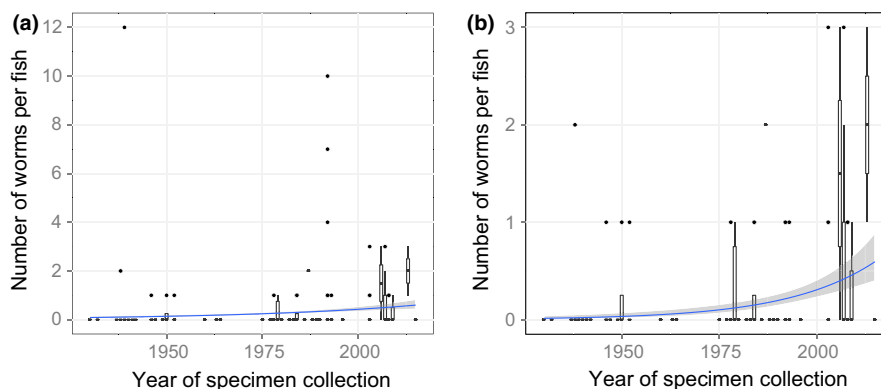 (a)
Number of worms per fish
12
10
8
6
4
2
0
1950 1975 2000
Year of specimen collection
(b)
Number of worms per fish
3
2
1
0
1950 1975 2000
Year of specimen collection